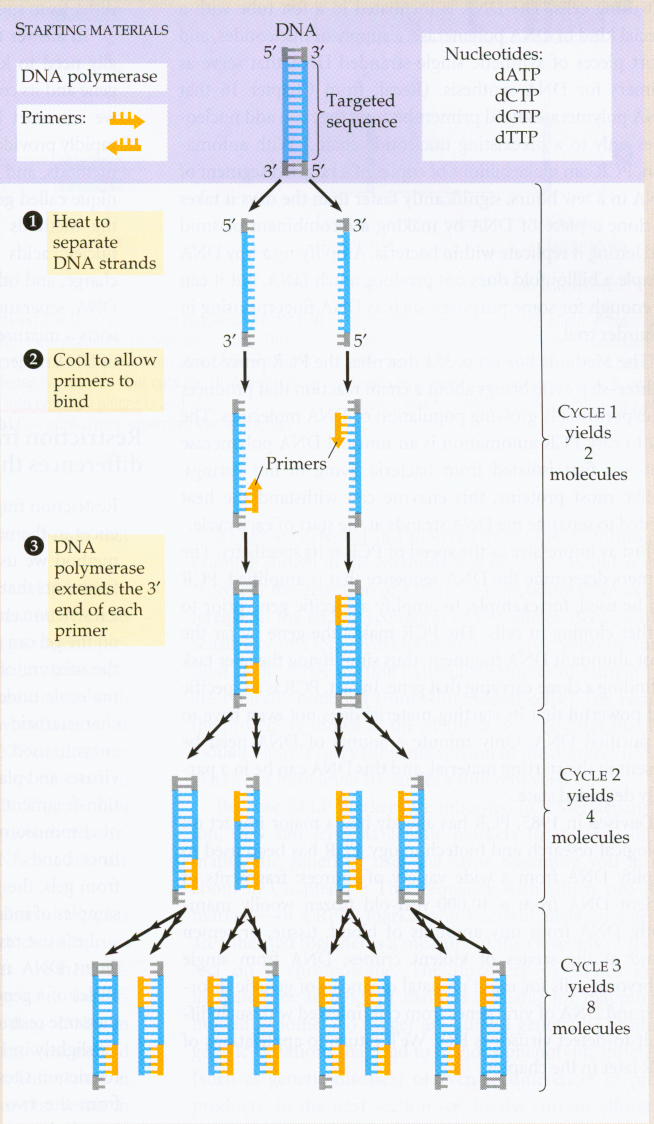 STARTING MATERIALS
DNA polymerase
Primers:
DNA
5′ 3′
Targeted
sequence
3′ 5′
Nucleotides:
dATP
dCTP
dGTP
dTTP
1 Heat to
separate
DNA strands
5′ 3′
3′ 5′
2 Cool to allow
primers to
bind
Primers
3 DNA
polymerase
extends the 3′
end of each
primer
CYCLE 1
yields
2
molecules
CYCLE 2
yields
4
molecules
CYCLE 3
yields
8
molecules